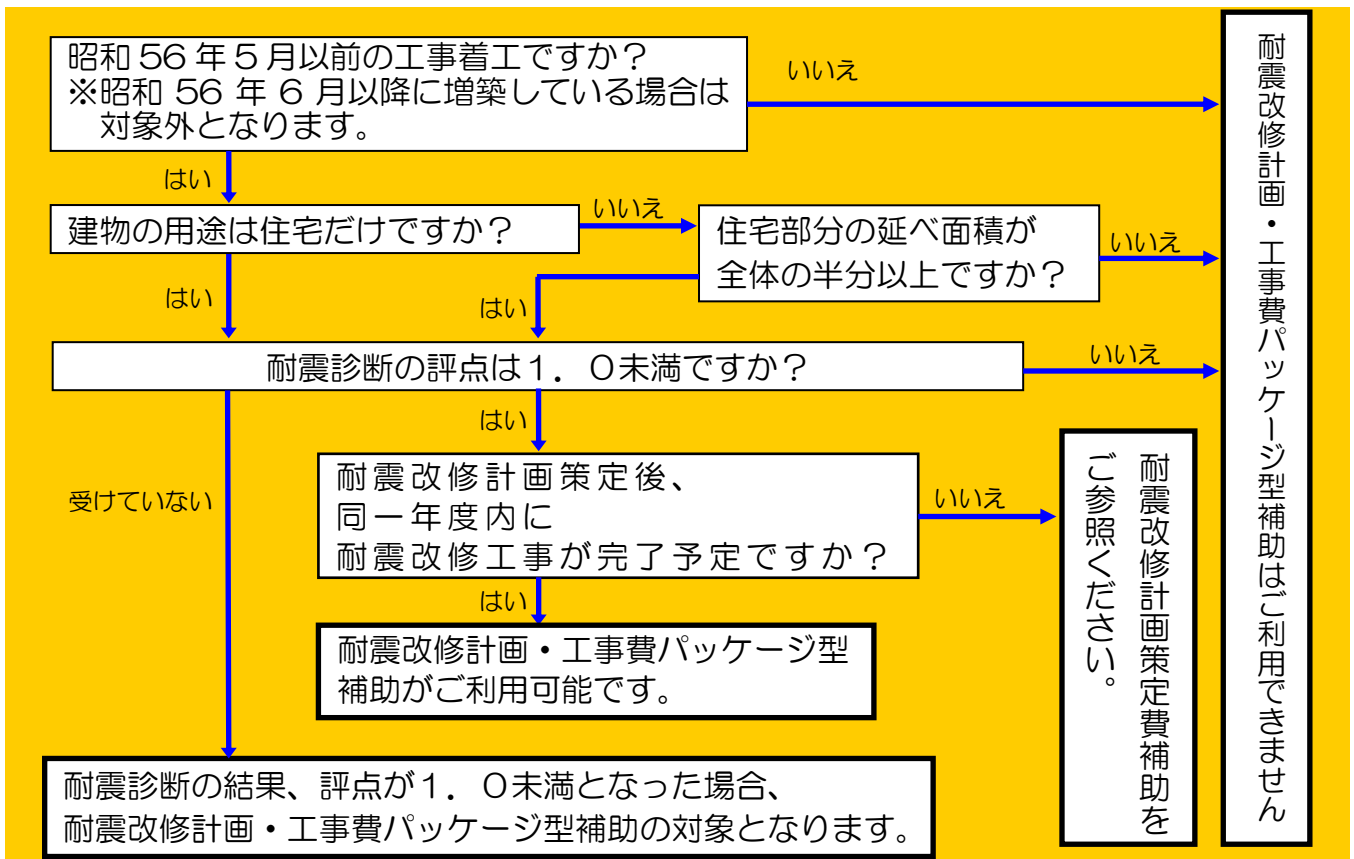 昭和 56 年 5 月以前の工事着工ですか？
※昭和 56 年 6 月以降に増築している場合は
対象外となります。
いいえ
はい
建物の用途は住宅だけですか？
いいえ
住宅部分の延べ面積が
全体の半分以上ですか？
いいえ
はい
はい
耐震診断の評点は１．０未満ですか？
いいえ
はい
受けていない
耐震改修計画策定後、
同一年度内に
耐震改修工事が完了予定ですか？
いいえ
はい
耐震改修計画・工事費パッケージ型
補助がご利用可能です。
耐震診断の結果、評点が１．０未満となった場合、
耐震改修計画・工事費パッケージ型補助の対象となります。
耐震改修計画策定費補助を
ご参照ください。
耐震改修計画・工事費パッケージ型補助はご利用できません